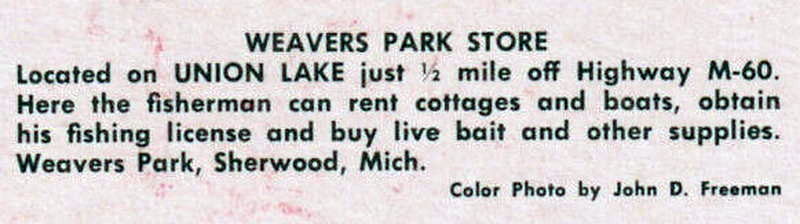 WEAVERS PARK STORE
Located on UNION LAKE just ½ mile off Highway M-60.
Here the fisherman can rent cottages and boats, obtain
his fishing license and buy live bait and other supplies.
Weavers Park, Sherwood, Mich.
Color Photo by John D. Freeman